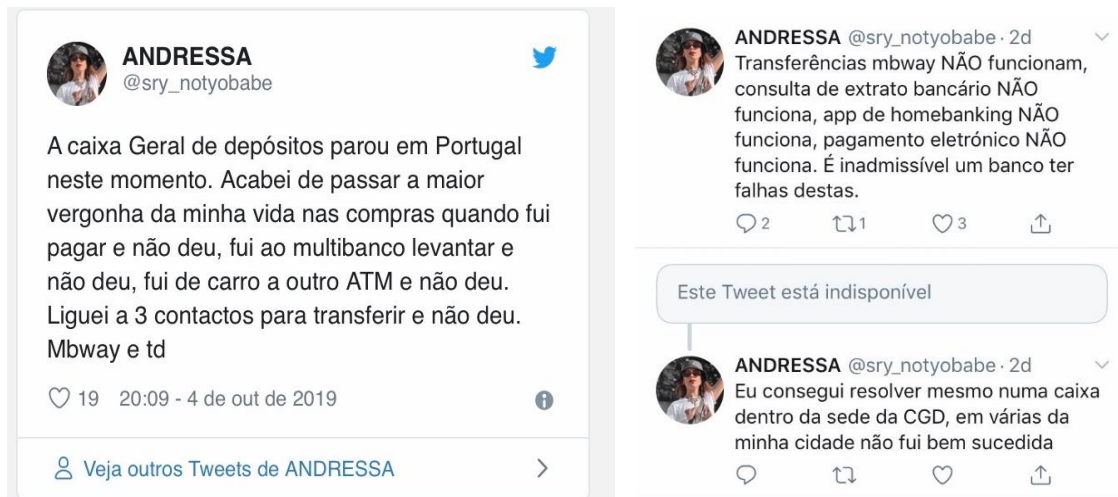 ANDRESSA
@sry_notyobabe
A caixa Geral de depósitos parou em Portugal
neste momento. Acabei de passar a maior
vergonha da minha vida nas compras quando fui
pagar e não deu, fui ao multibanco levantar e
não deu, fui de carro a outro ATM e não deu.
Liguei a 3 contactos para transferir e não deu.
Mbway e td
19 20:09 - 4 de out de 2019
Veja outros Tweets de ANDRESSA
ANDRESSA @sry_notyobabe · 2d
Transferências mbway NÃO funcionam,
consulta de extrato bancário NÃO
funciona, app de homebanking NÃO
funciona, pagamento eletrónico NÃO
funciona. É inadmissível um banco ter
falhas destas.
2 1 3
Este Tweet está indisponível
ANDRESSA @sry_notyobabe · 2d
Eu consegui resolver mesmo numa caixa
dentro da sede da CGD, em várias da
minha cidade não fui bem sucedida